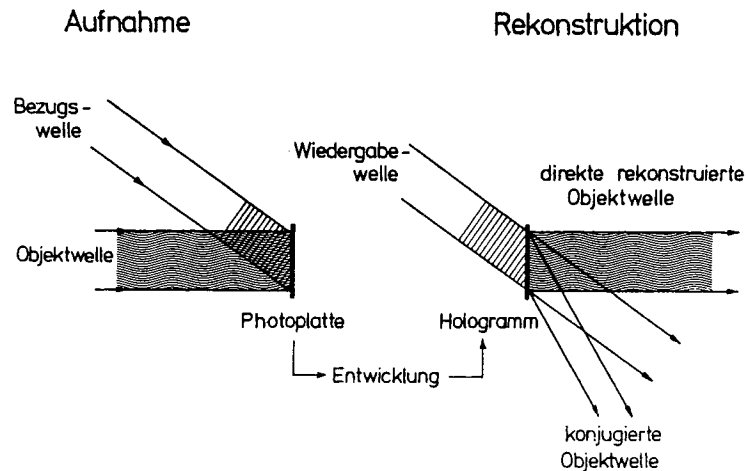 Aufnahme
Bezugs-
welle
Objektwelle
Photoplatte
Entwicklung
Rekonstruktion
Wiedergabe-
welle
direkte rekonstruierte
Objektwelle
Hologramm
konjugierte
Objektwelle